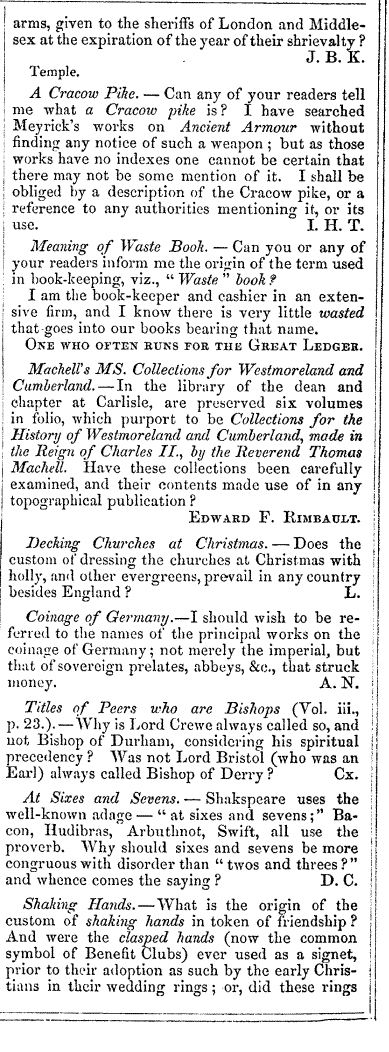 arms, given to the sheriffs of London and Middle-
sex at the expiration of the year of their shrievalty?
J. B. K.
Temple.
A Cracow Pike. — Can any of your readers tell
me what a Cracow pike is? I have searched
Meyrick's works on Ancient Armour without
finding any notice of such a weapon; but as those
works have no indexes one cannot be certain that
there may not be some mention of it. I shall be
obliged by a description of the Cracow pike, or a
reference to any authorities mentioning it, or its
use. I. H. T.
Meaning of Waste Book. — Can you or any of
your readers inform me the origin of the term used
in book-keeping, viz., "Waste" book?
I am the book-keeper and cashier in an exten-
sive firm, and I know there is very little wasted
that goes into our books bearing that name.
ONE WHO OFTEN RUNS FOR THE GREAT LEDGER.
Machell's MS. Collections for Westmoreland and
Cumberland. — In the library of the dean and
chapter at Carlisle, are preserved six volumes
in folio, which purport to be Collections for the
History of Westmoreland and Cumberland, made in
the Reign of Charles II., by the Reverend Thomas
Machell. Have these collections been carefully
examined, and their contents made use of in any
topographical publication?
EDWARD F. RIMBAULT.
Decking Churches at Christmas. — Does the
custom of dressing the churches at Christmas with
holly, and other evergreens, prevail in any country
besides England? L.
Coinage of Germany. — I should wish to be re-
ferred to the names of the principal works on the
coinage of Germany; not merely the imperial, but
that of sovereign prelates, abbeys, &c., that struck
money. A. N.
Titles of Peers who are Bishops (Vol. iii.,
p. 23.). — Why is Lord Crewe always called so, and
not Bishop of Durham, considering his spiritual
precedency? Was not Lord Bristol (who was an
Earl) always called Bishop of Derry? CX.
At Sixes and Sevens. — Shakspeare uses the
well-known adage — "at sixes and sevens;" Ba-
con, Hudibras, Arbuthnot, Swift, all use the
proverb. Why should sixes and sevens be more
congruous with disorder than "twos and threes?"
and whence comes the saying? D. C.
Shaking Hands. — What is the origin of the
custom of shaking hands in token of friendship?
And were the clasped hands (now the common
symbol of Benefit Clubs) ever used as a signet,
prior to their adoption as such by the early Chris-
tians in their wedding rings; or, did these rings